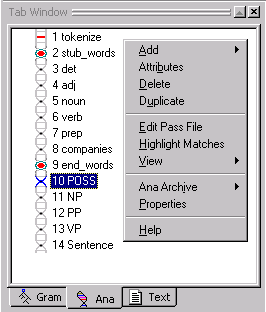 Tab Window
1 tokenize
2 stub_words
3 det
4 adj
5 noun
6 verb
7 prep
8 companies
9 end_words
10 POSS
11 NP
12 PP
13 VP
14 Sentence
Add
Attributes
Delete
Duplicate
Edit Pass File
Highlight Matches
View
Ana Archive
Properties
Help
Gram
Ana
Text